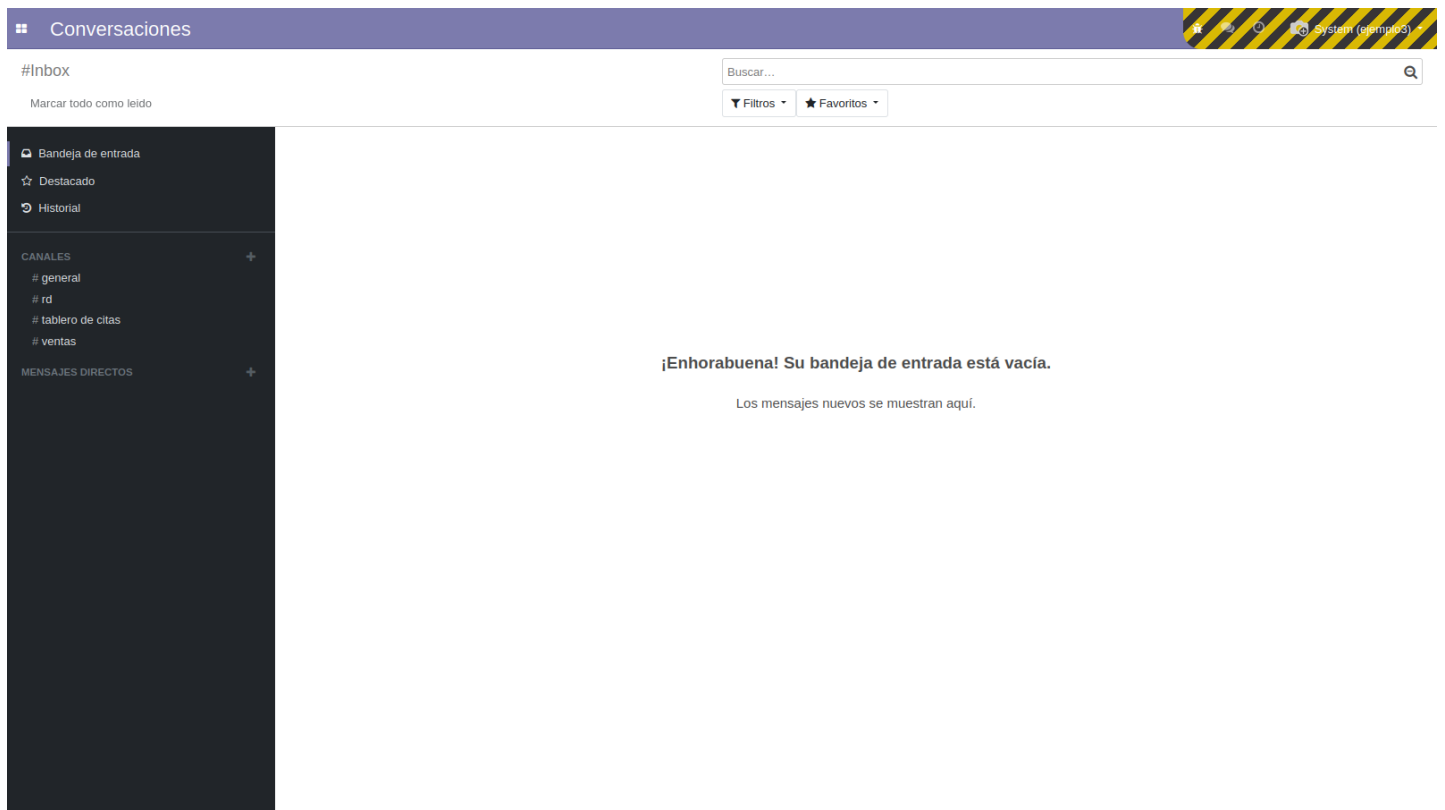 Conversaciones
System (ejemplo3)
#Inbox
Buscar...
Marcar todo como leido
Filtros
Favoritos
Bandeja de entrada
Destacado
Historial
CANALES
# general
# rd
# tablero de citas
# ventas
MENSAJES DIRECTOS
¡Enhorabuena! Su bandeja de entrada está vacía.
Los mensajes nuevos se muestran aquí.